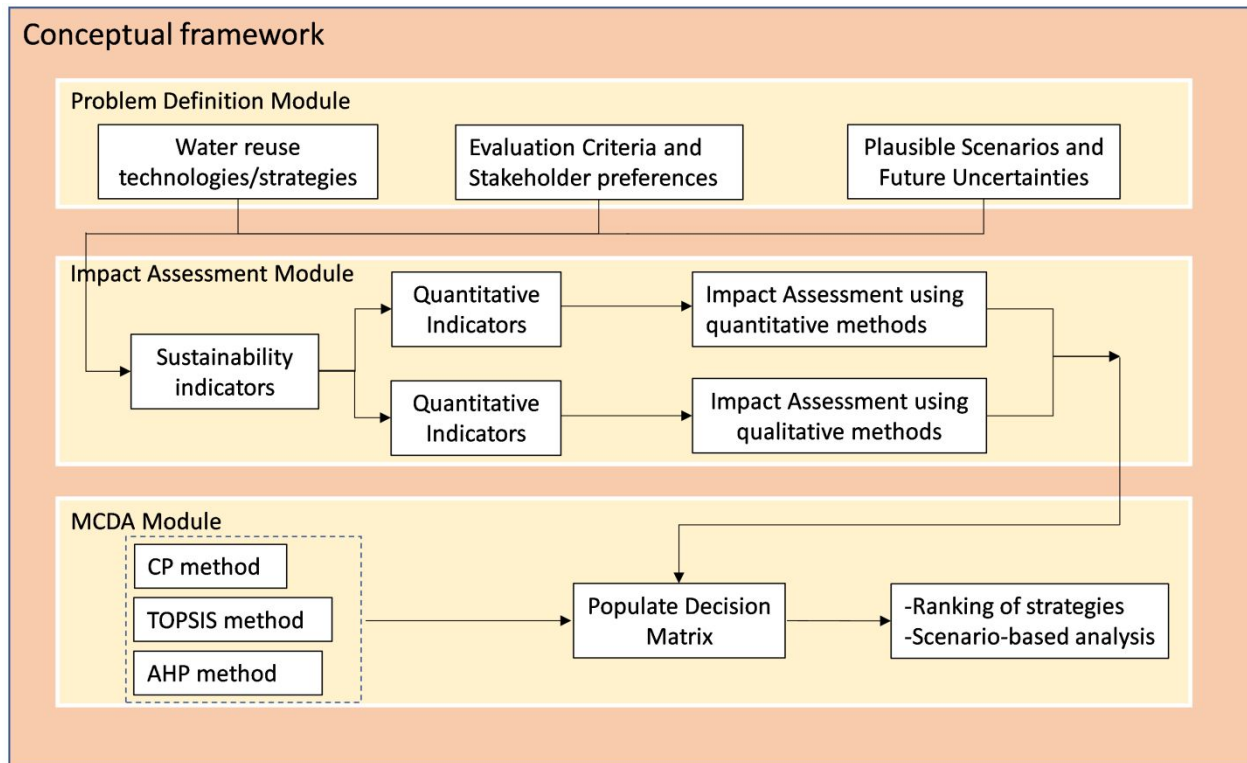 Conceptual framework
Problem Definition Module
Water reuse
technologies/strategies
Evaluation Criteria and
Stakeholder preferences
Plausible Scenarios and
Future Uncertainties
Impact Assessment Module
Sustainability
indicators
Quantitative
Indicators
Impact Assessment using
quantitative methods
Quantitative
Indicators
Impact Assessment using
qualitative methods
MCDA Module
CP method
TOPSIS method
AHP method
Populate Decision
Matrix
-Ranking of strategies
-Scenario-based analysis